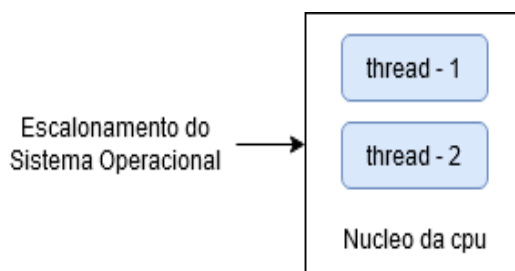 thread - 1
Escalonamento do
Sistema Operacional
thread - 2
Nucleo da cpu